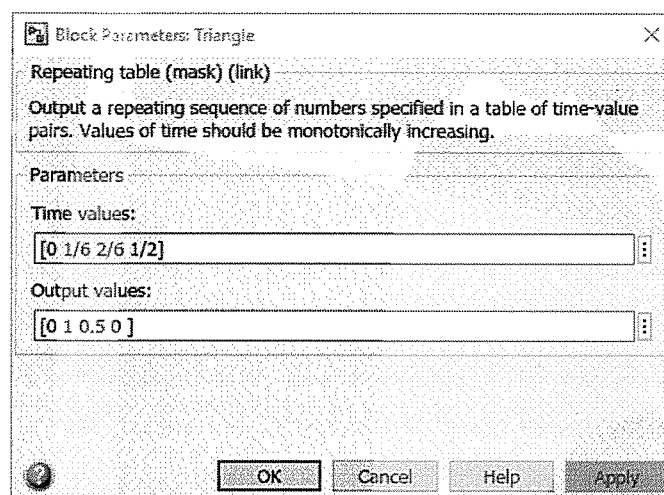 Block Parameters: Triangle
Repeating table (mask) (link)
Output a repeating sequence of numbers specified in a table of time-value
pairs. Values of time should be monotonically increasing.
Parameters
Time values:
[0 1/6 2/6 1/2]
Output values:
[0 1 0.5 0 ]
OK Cancel Help Apply